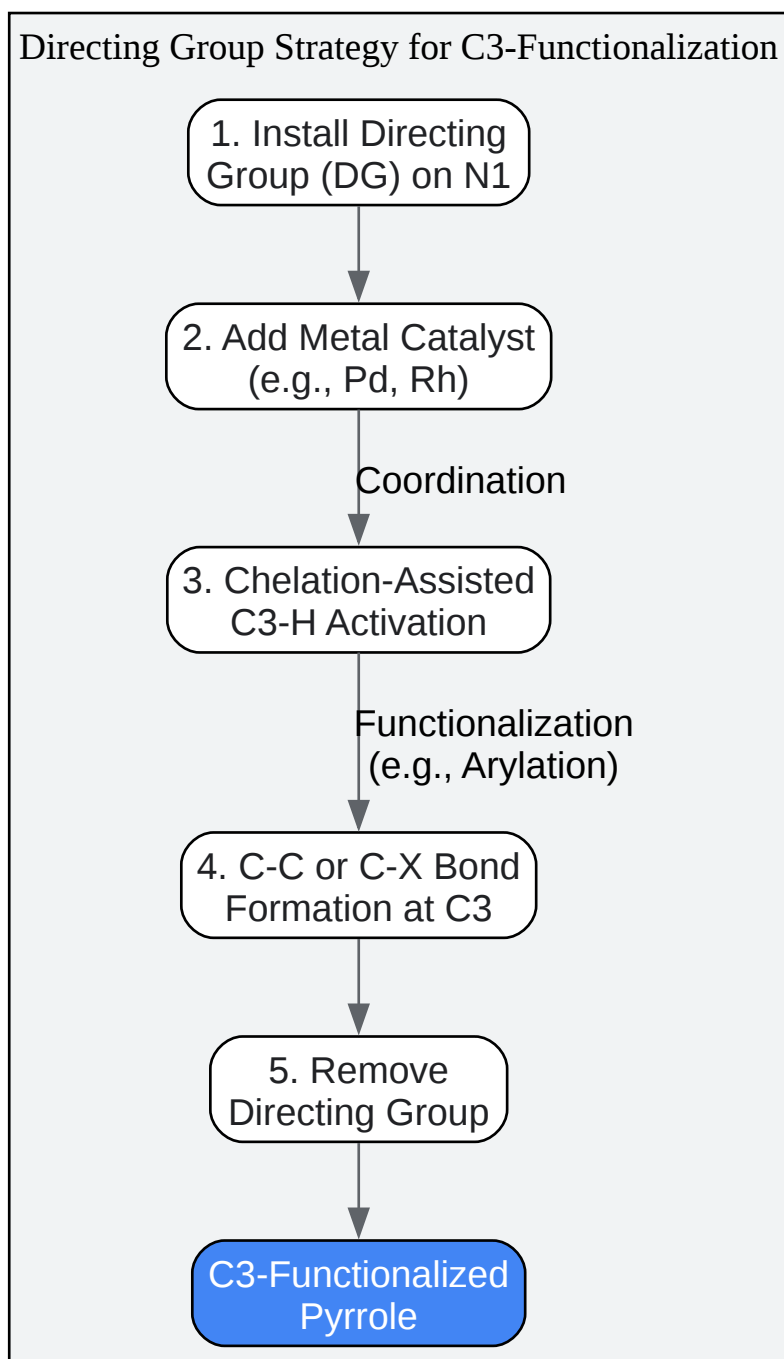 Directing Group Strategy for C3-Functionalization
1. Install Directing
Group (DG) on N1
2. Add Metal Catalyst
(e.g., Pd, Rh)
Coordination
3. Chelation-Assisted
C3-H Activation
Functionalization
(e.g., Arylation)
4. C-C or C-X Bond
Formation at C3
5. Remove
Directing Group
C3-Functionalized
Pyrrole